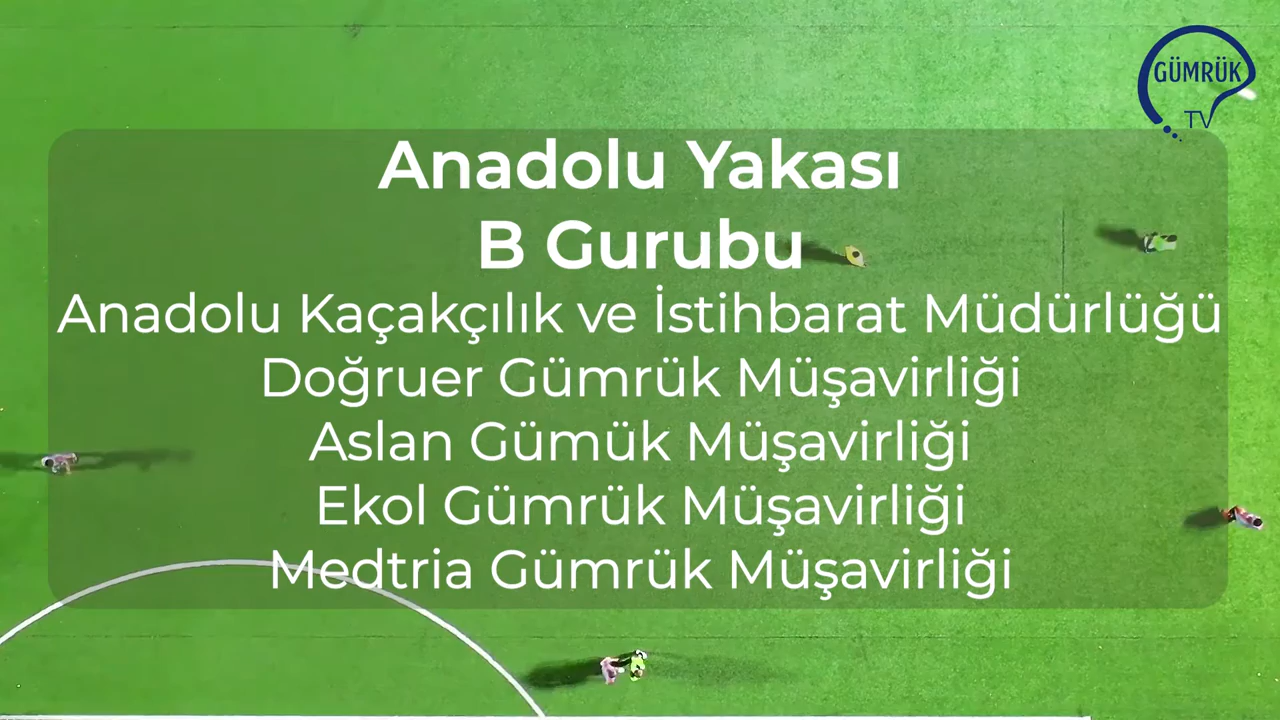 GÜMRÜK
TV
Anadolu Yakası
B Gurubu
Anadolu Kaçakçılık ve İstihbarat Müdürlüğü
Doğruer Gümrük Müşavirliği
Aslan Gümük Müşavirliği
Ekol Gümrük Müşavirliği
Medtria Gümrük Müşavirliği